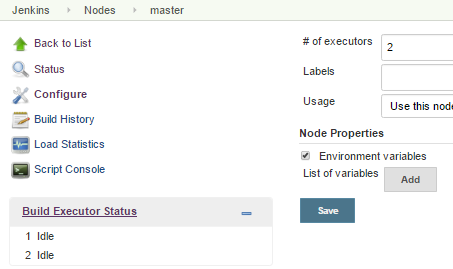 Jenkins Nodes master
Back to List
Status
Configure
Build History
Load Statistics
Script Console
Build Executor Status
1 Idle
2 Idle
# of executors 2
Labels
Usage Use this node
Node Properties
Environment variables
List of variables Add
Save